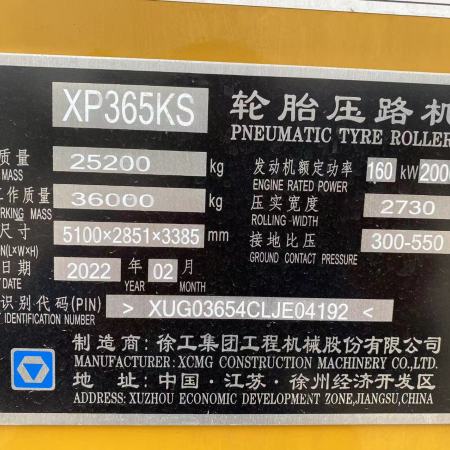 XP365KS 轮胎压路机
PNEUMATIC TYRE ROLLER
质量 25200 kg 发动机额定功率 160 kW 200
MASS ENGINE RATED POWER
工作质量 36000 kg 压实宽度 2730
RKING MASS ROLLING WIDTH
尺寸 5100×2851×3385 mm 接地比压 300-550
N(L×W×H) GROUND CONTACT PRESSURE
日期 2022 年 02 月
DATE YEAR MONTH
识别代码(PIN) > XUG03654CLJE04192 <
T IDENTIFICATION NUMBER
制造商:徐工集团工程机械股份有限公司
MANUFACTURER: XCMG CONSTRUCTION MACHINERY CO.,LTD.
地 址:中国·江苏·徐州经济开发区
ADDRESS: XUZHOU ECONOMIC DEVELOPMENT ZONE,JIANGSU,CHINA